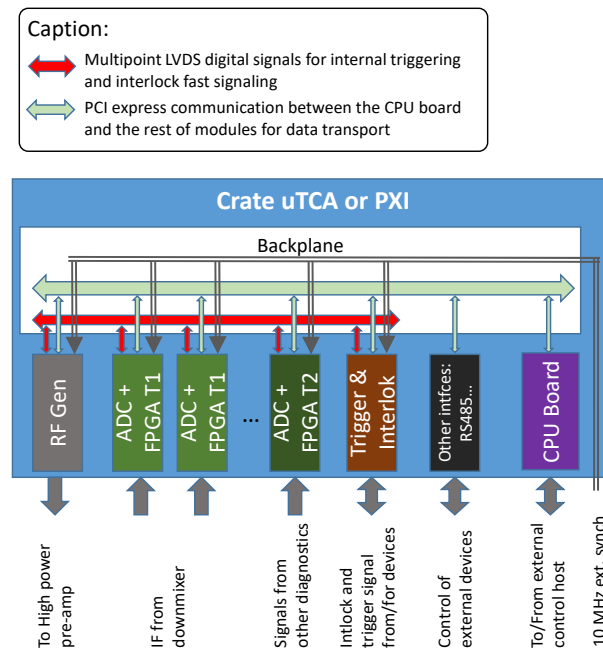 Caption:
Multipoint LVDS digital signals for internal triggering
and interlock fast signaling
PCI express communication between the CPU board
and the rest of modules for data transport
Crate uTCA or PXI
Backplane
RF Gen
ADC +
FPGA T1
ADC +
FPGA T1
...
ADC +
FPGA T2
Trigger &
Interlok
Other intfces:
RS485...
CPU Board
To High power
pre-amp
IF from
downmixer
Signals from
other diagnostics
Intlock and
trigger signal
from/for devices
Control of
external devices
To/From external
control host
10 MHz ext. synch